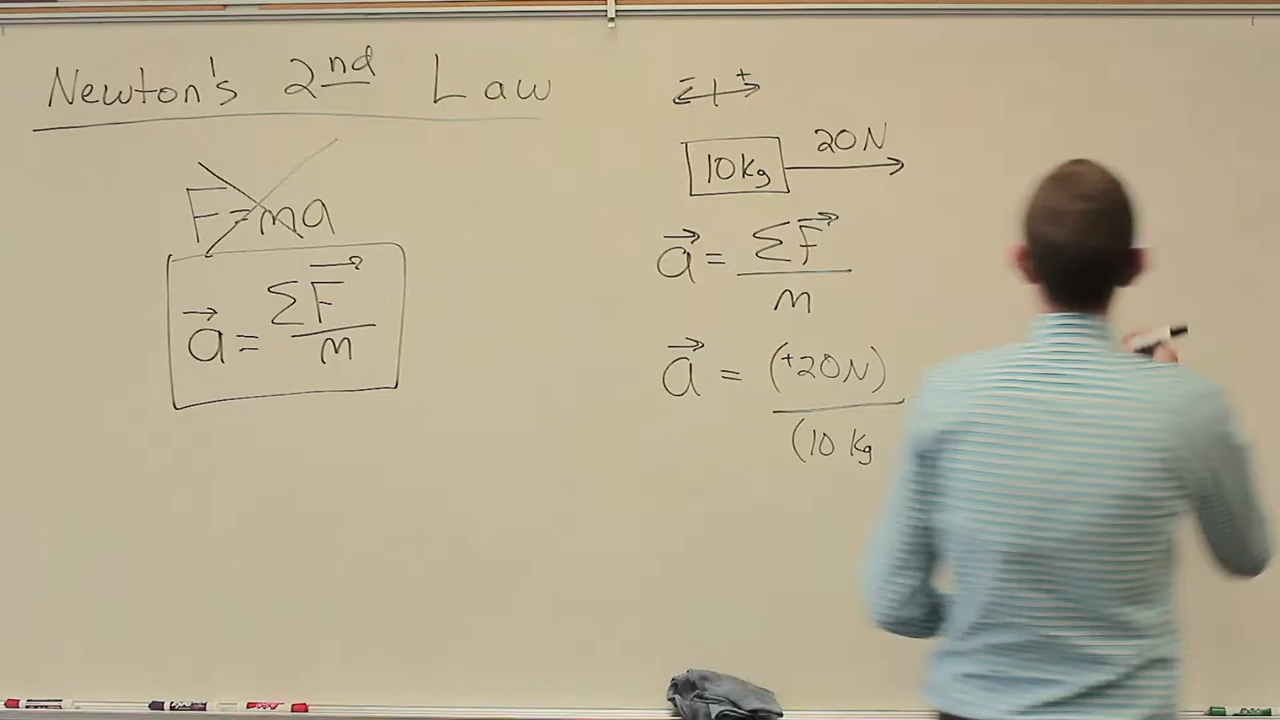 Newton's 2nd Law
F=ma
a⃗ = ΣF⃗ / m
- +
10kg 20N
a⃗ = ΣF⃗ / m
a⃗ = (+20N) / (10 kg